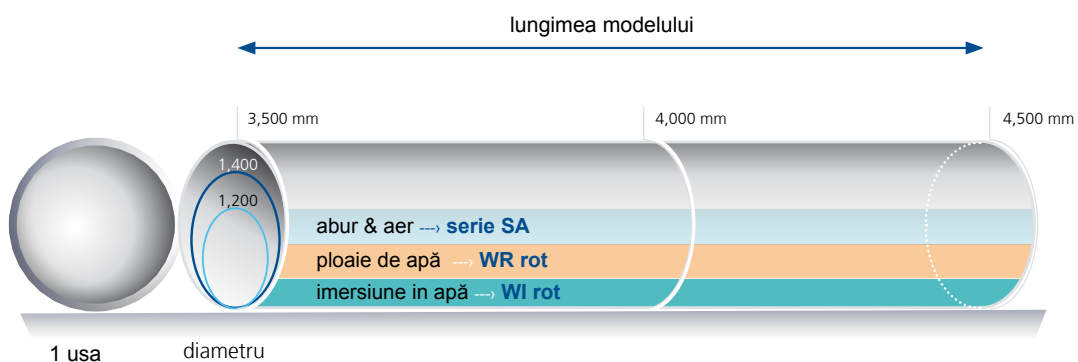 lungimea modelului
3,500 mm
4,000 mm
4,500 mm
1,400
1,200
abur & aer ---› serie SA
ploaie de apă ---› WR rot
imersiune in apă ---› WI rot
1 usa
diametru